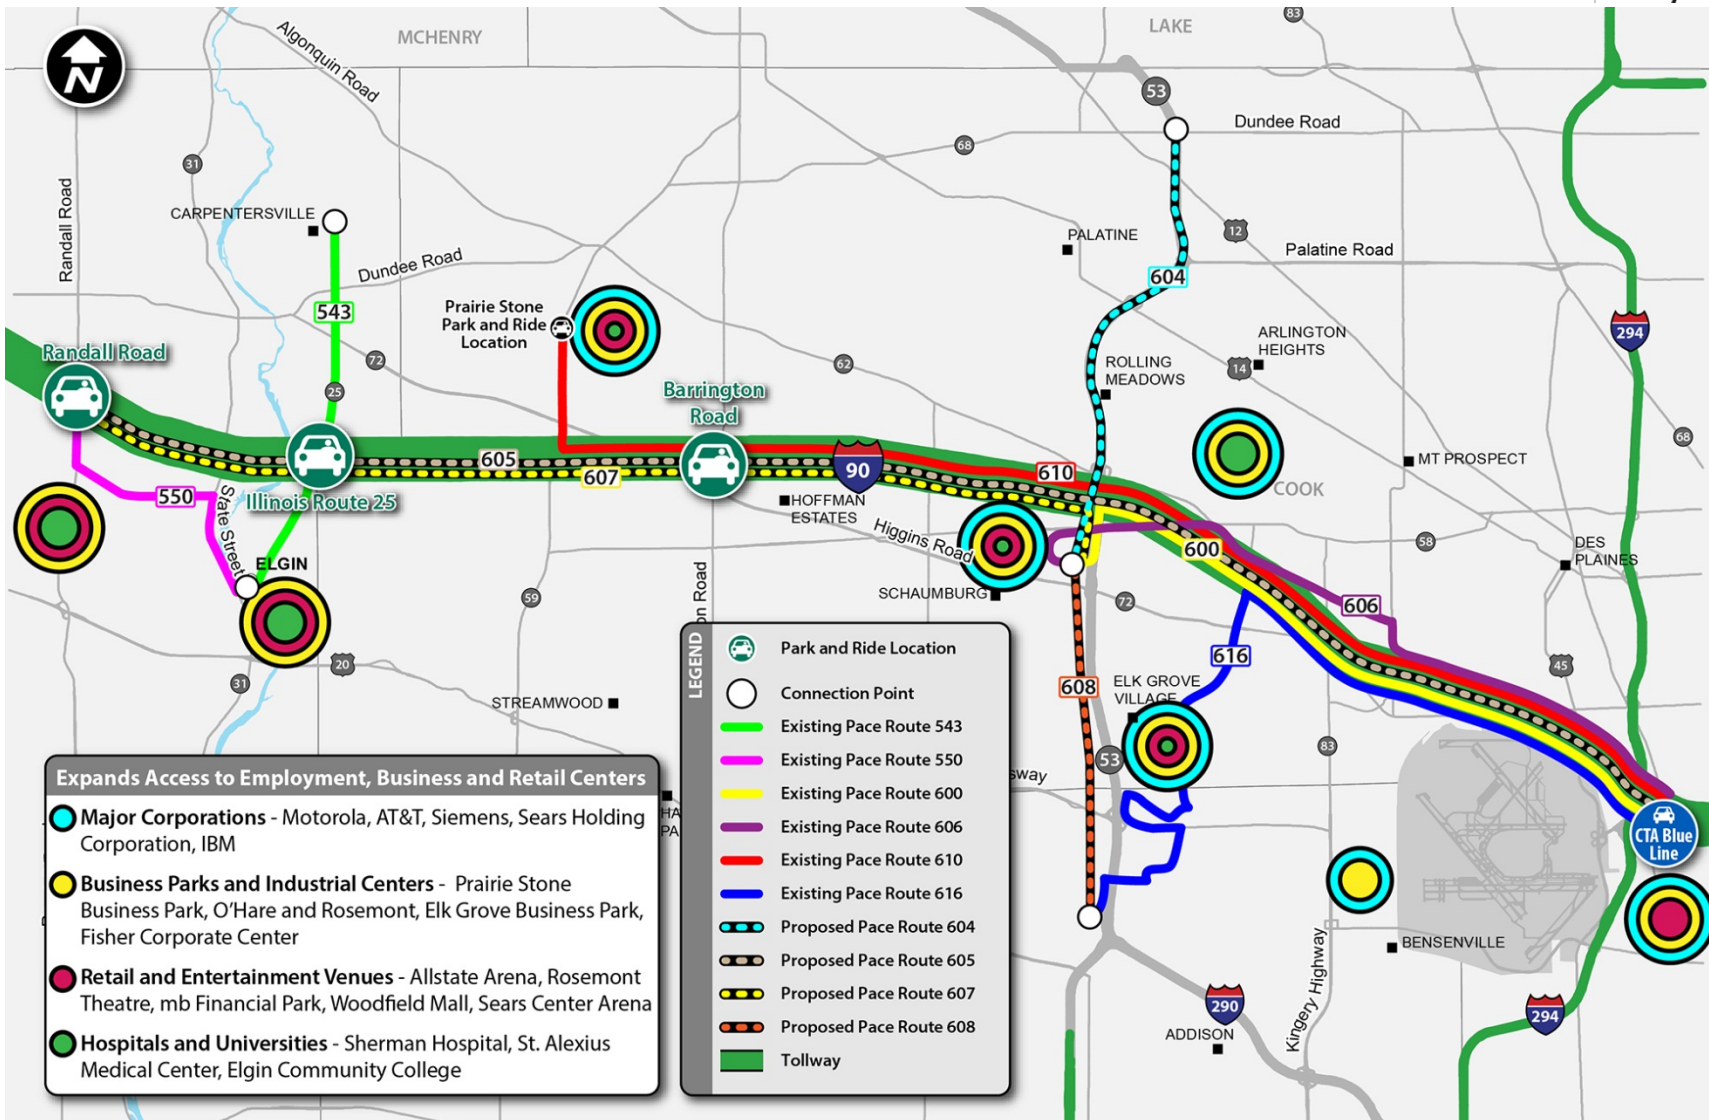 83
LAKE
MCHENRY
Algonquin Road
N
53
Dundee Road
68
31
Randall Road
CARPENTERSVILLE
12
PALATINE
Palatine Road
Dundee Road
604
543
Prairie Stone
Park and Ride
Location
294
ARLINGTON
HEIGHTS
Randall Road
72
62
14
ROLLING
MEADOWS
25
Barrington
Road
68
605
90
610
MT PROSPECT
607
COOK
550
State Street
Illinois Route 25
HOFFMAN
ESTATES
Higgins Road
600
58
DES
PLAINES
ELGIN
59
SCHAUMBURG
72
606
on Road
20
31
616
45
608
ELK GROVE
VILLAGE
STREAMWOOD
83
53
sway
HA
PA
CTA Blue
Line
BENSENVILLE
Kingery Highway
290
294
ADDISON
LEGEND
Park and Ride Location
Connection Point
Existing Pace Route 543
Existing Pace Route 550
Existing Pace Route 600
Existing Pace Route 606
Existing Pace Route 610
Existing Pace Route 616
Proposed Pace Route 604
Proposed Pace Route 605
Proposed Pace Route 607
Proposed Pace Route 608
Tollway
Expands Access to Employment, Business and Retail Centers
Major Corporations - Motorola, AT&T, Siemens, Sears Holding
Corporation, IBM
Business Parks and Industrial Centers - Prairie Stone
Business Park, O'Hare and Rosemont, Elk Grove Business Park,
Fisher Corporate Center
Retail and Entertainment Venues - Allstate Arena, Rosemont
Theatre, mb Financial Park, Woodfield Mall, Sears Center Arena
Hospitals and Universities - Sherman Hospital, St. Alexius
Medical Center, Elgin Community College